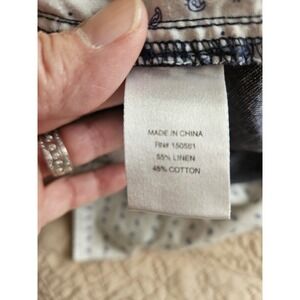 MADE IN CHINA
RN# 150561
55% LINEN
45% COTTON